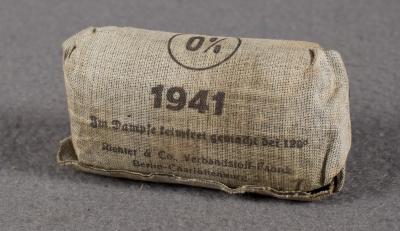 0%
1941
Im Dampfe keimfrei gemacht bei 120°
Richter & Co. Verbandstoff-Fabrik
Berlin-Charlottenburg